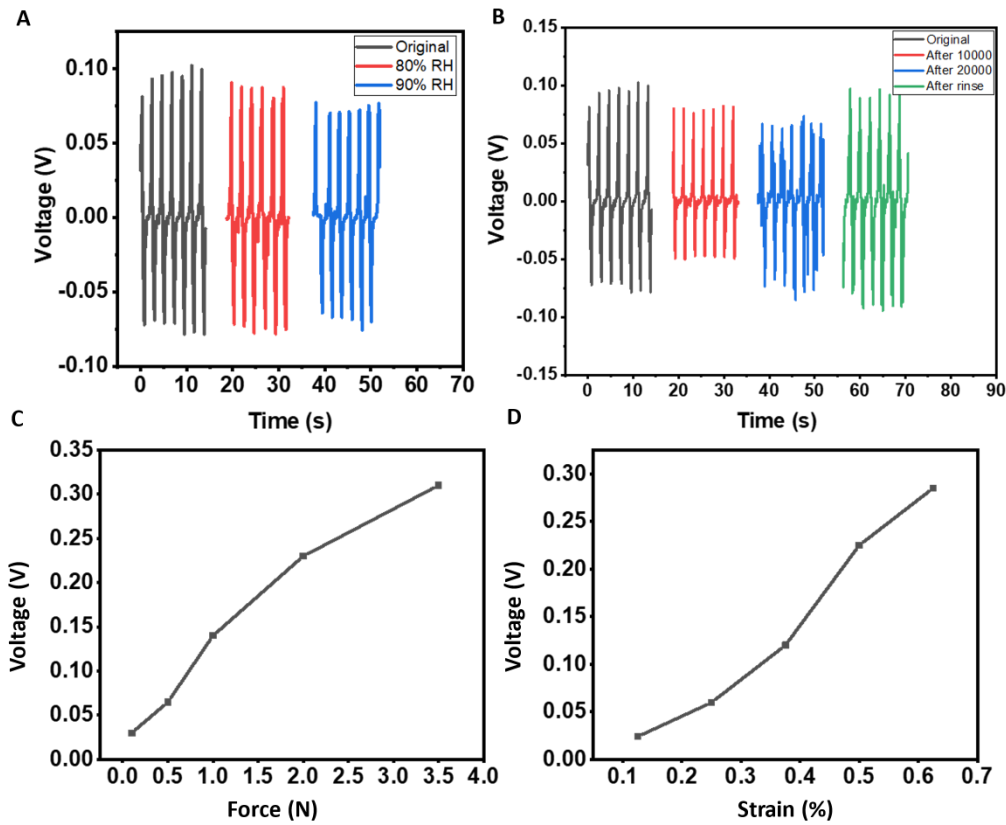 A
Original
80% RH
90% RH
0.10
0.05
0.00
-0.05
-0.10
Voltage (V)
0 10 20 30 40 50 60 70
Time (s)
B
Original
After 10000
After 20000
After rinse
0.15
0.10
0.05
0.00
-0.05
-0.10
-0.15
Voltage (V)
0 10 20 30 40 50 60 70 80 90
Time (s)
C
0.35
0.30
0.25
0.20
0.15
0.10
0.05
0.00
Voltage (V)
0.0 0.5 1.0 1.5 2.0 2.5 3.0 3.5 4.0
Force (N)
D
0.30
0.25
0.20
0.15
0.10
0.05
0.00
Voltage (V)
0.1 0.2 0.3 0.4 0.5 0.6 0.7
Strain (%)